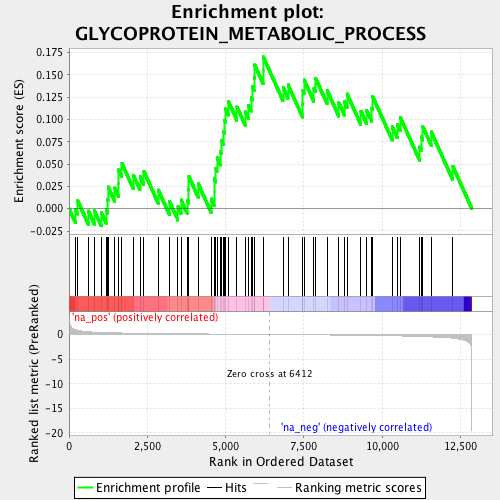 Enrichment plot:
GLYCOPROTEIN_METABOLIC_PROCESS
Enrichment score (ES)
0.175
0.150
0.125
0.100
0.075
0.050
0.025
0.000
-0.025
'na_pos' (positively correlated)
Ranked list metric (PreRanked)
0
-5
-10
-15
-20
Zero cross at 6412
'na_neg' (negatively correlated)
0
2,500
5,000
7,500
10,000
12,500
Rank in Ordered Dataset
Enrichment profile
Hits
Ranking metric scores